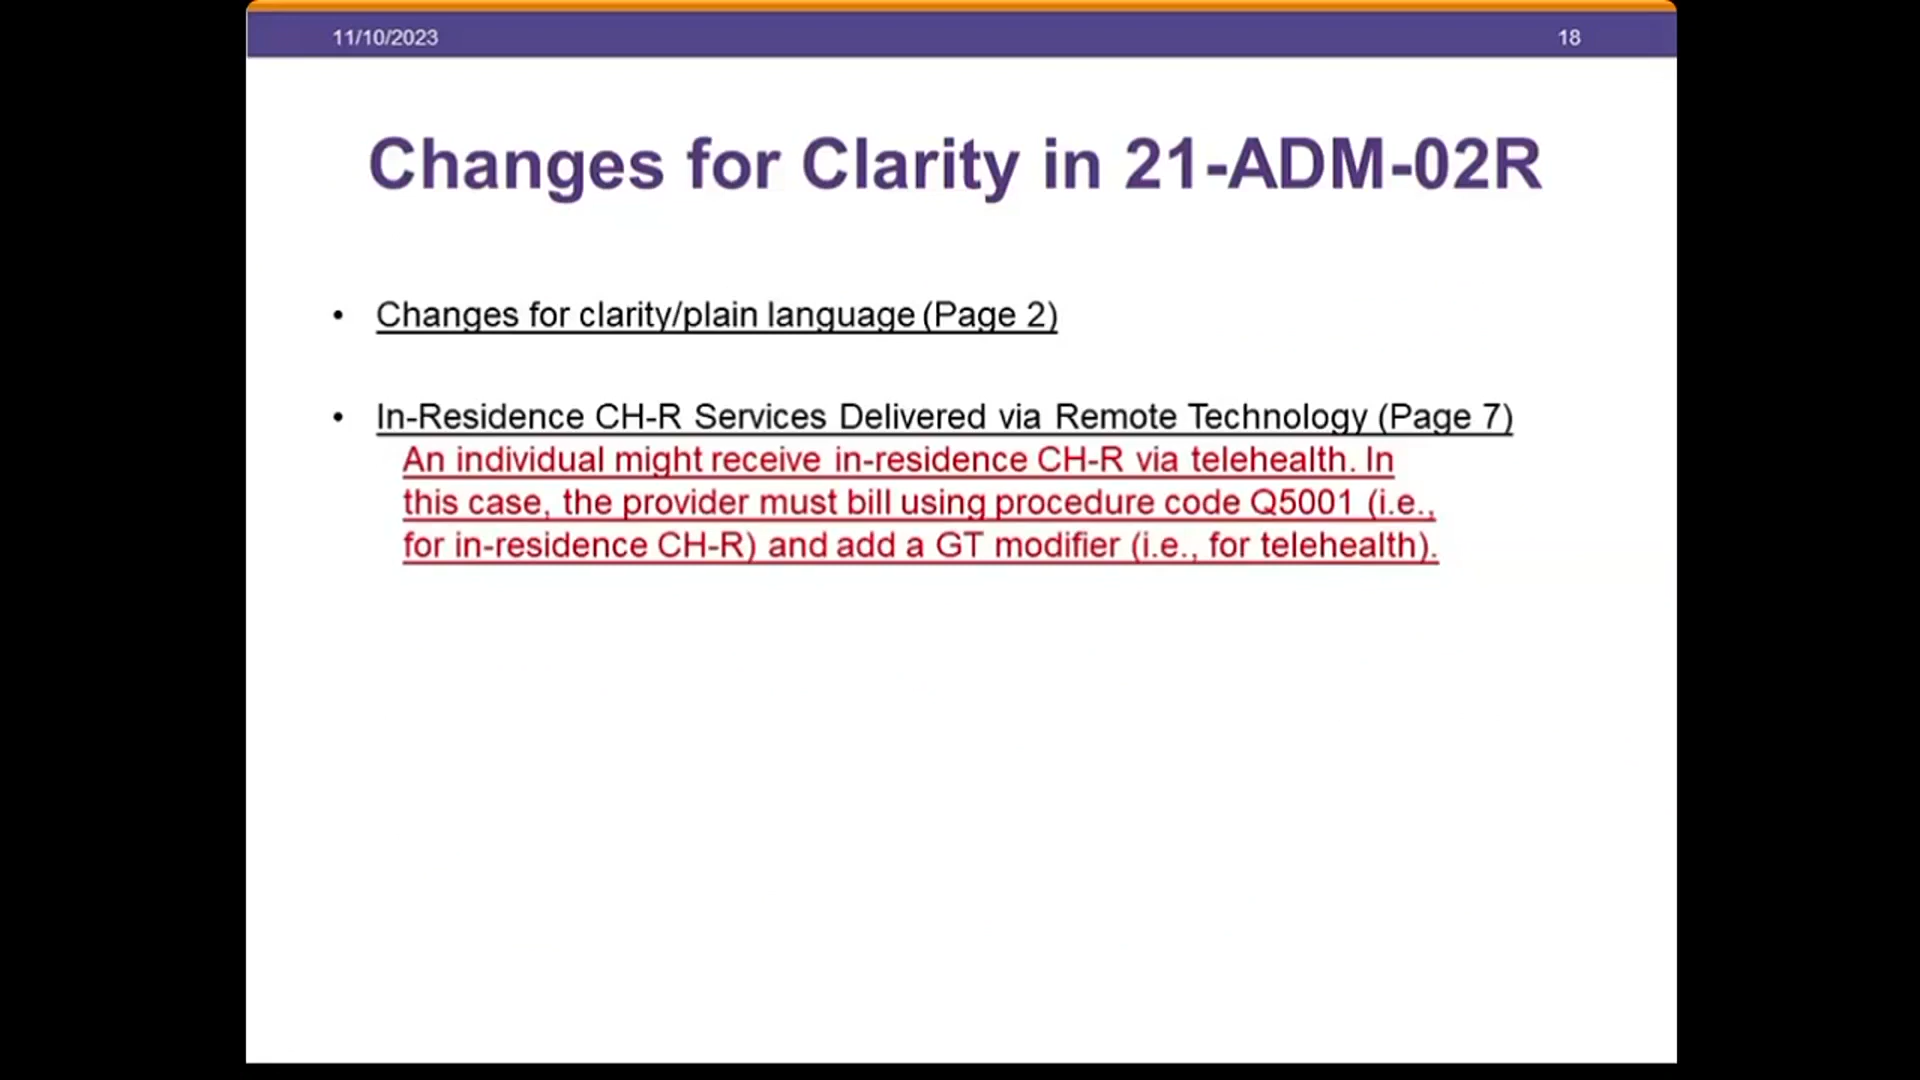 11/10/2023
18
Changes for Clarity in 21-ADM-02R
• Changes for clarity/plain language (Page 2)
• In-Residence CH-R Services Delivered via Remote Technology (Page 7)
An individual might receive in-residence CH-R via telehealth. In
this case, the provider must bill using procedure code Q5001 (i.e.,
for in-residence CH-R) and add a GT modifier (i.e., for telehealth).